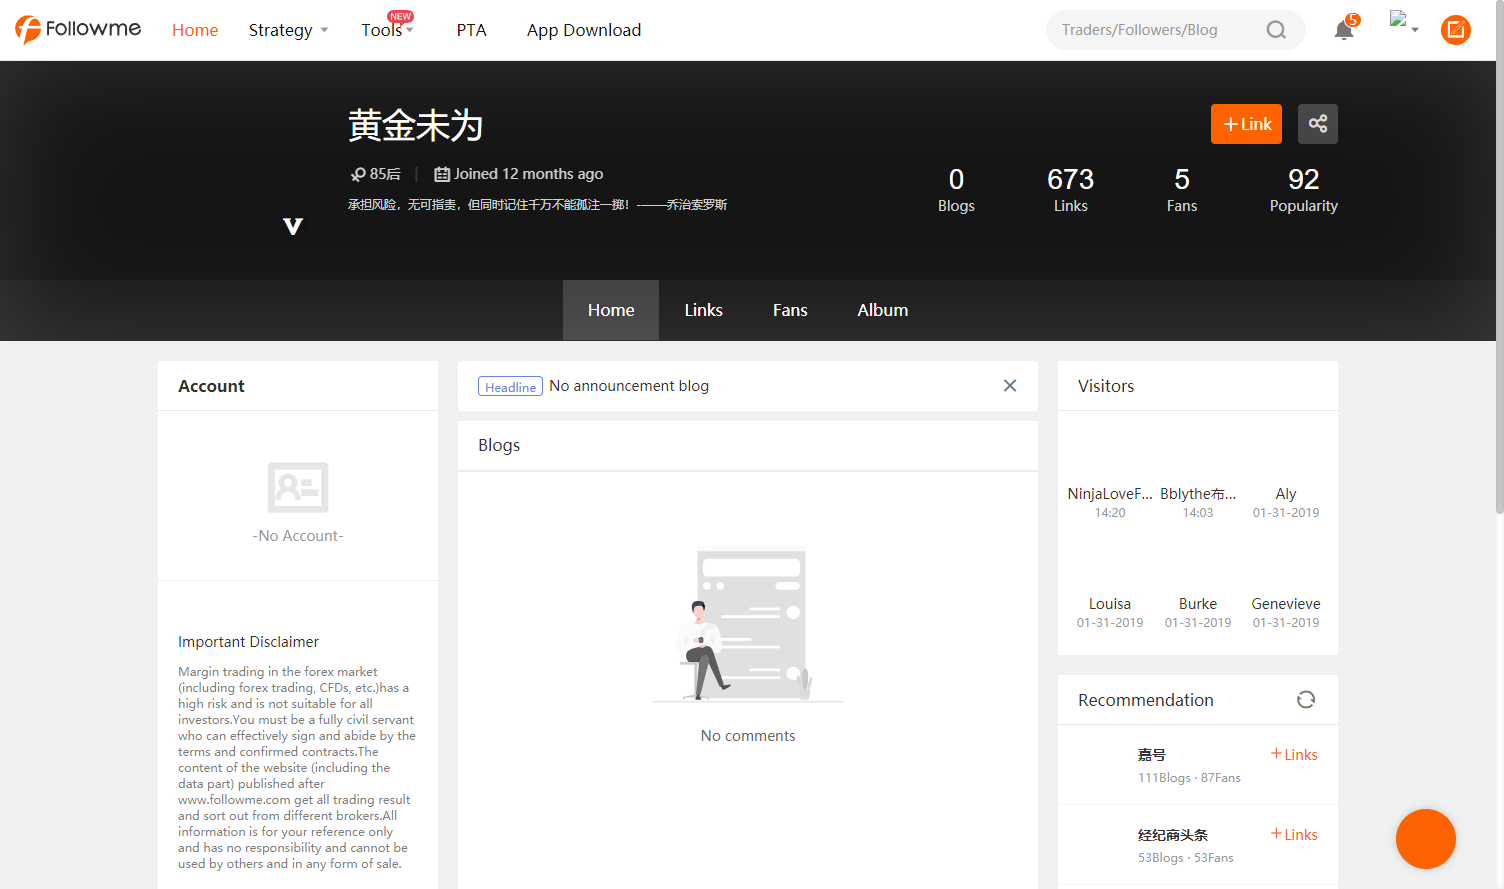 Followme
Home
Strategy
Tools
NEW
PTA
App Download
Traders/Followers/Blog
5
黄金未为
+Link
85后
Joined 12 months ago
承担风险，无可指责，但同时记住千万不能孤注一掷！-——乔治索罗斯
V
0
673
5
92
Blogs
Links
Fans
Popularity
Home
Links
Fans
Album
Account
-No Account-
Important Disclaimer
Margin trading in the forex market
(including forex trading, CFDs, etc.)has a
high risk and is not suitable for all
investors.You must be a fully civil servant
who can effectively sign and abide by the
terms and confirmed contracts.The
content of the website (including the
data part) published after
www.followme.com get all trading result
and sort out from different brokers.All
information is for your reference only
and has no responsibility and cannot be
used by others and in any form of sale.
Headline No announcement blog
Blogs
No comments
Visitors
NinjaLoveF...
14:20
Bblythe布...
14:03
Aly
01-31-2019
Louisa
01-31-2019
Burke
01-31-2019
Genevieve
01-31-2019
Recommendation
嘉号
+Links
111Blogs · 87Fans
经纪商头条
+Links
53Blogs · 53Fans